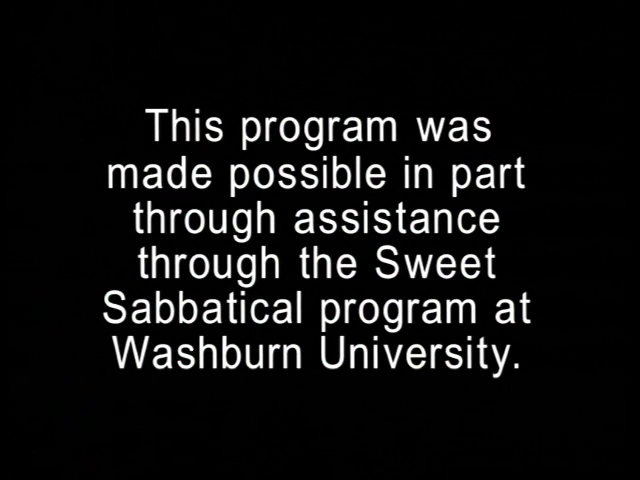 This program was
made possible in part
through assistance
through the Sweet
Sabbatical program at
Washburn University.